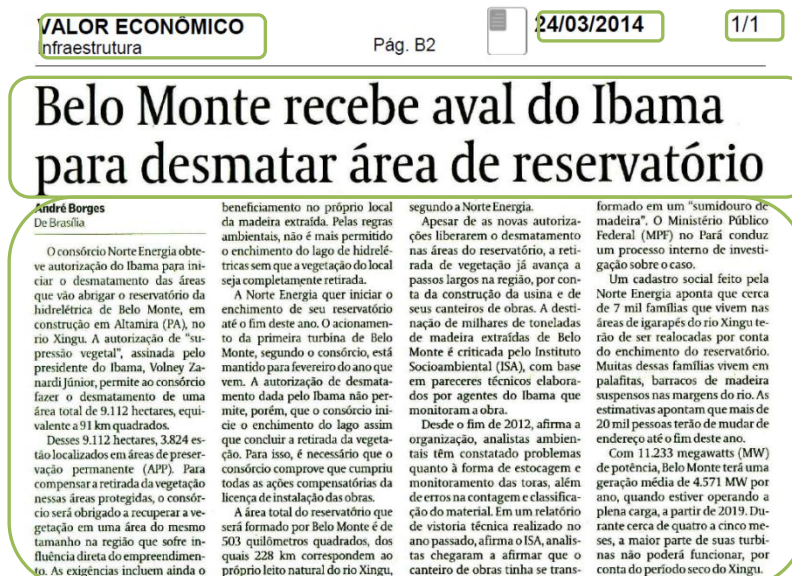 VALOR ECONÔMICO
Infraestrutura
Pág. B2
24/03/2014
1/1
Belo Monte recebe aval do Ibama
para desmatar área de reservatório
André Borges
De Brasília
O consórcio Norte Energia obte-
ve autorização do Ibama para ini-
ciar o desmatamento das áreas
que vão abrigar o reservatório da
hidrelétrica de Belo Monte, em
construção em Altamira (PA), no
rio Xingu. A autorização de "su-
pressão vegetal", assinada pelo
presidente do Ibama, Volney Za-
nardi Júnior, permite ao consórcio
fazer o desmatamento de uma
área total de 9.112 hectares, equi-
valente a 91 km quadrados.
Desses 9.112 hectares, 3.824 es-
tão localizados em áreas de preser-
vação permanente (APP). Para
compensar a retirada da vegetação
nessas áreas protegidas, o consór-
cio será obrigado a recuperar a ve-
getação em uma área do mesmo
tamanho na região que sofre in-
fluência direta do empreendimen-
to. As exigências incluem ainda o
beneficiamento no próprio local
da madeira extraída. Pelas regras
ambientais, não é mais permitido
o enchimento do lago de hidrelé-
tricas sem que a vegetação do local
seja completamente retirada.
A Norte Energia quer iniciar o
enchimento de seu reservatório
até o fim deste ano. O acionamen-
to da primeira turbina de Belo
Monte, segundo o consórcio, está
mantido para fevereiro do ano que
vem. A autorização de desmata-
mento dada pelo Ibama não per-
mite, porém, que o consórcio ini-
cie o enchimento do lago assim
que concluir a retirada da vegeta-
ção. Para isso, é necessário que o
consórcio comprove que cumpriu
todas as ações compensatórias da
licença de instalação das obras.
A área total do reservatório que
será formado por Belo Monte é de
503 quilômetros quadrados, dos
quais 228 km correspondem ao
próprio leito natural do rio Xingu,
segundo a Norte Energia.
Apesar de as novas autoriza-
ções liberarem o desmatamento
nas áreas do reservatório, a reti-
rada de vegetação já avança a
passos largos na região, por con-
ta da construção da usina e de
seus canteiros de obras. A desti-
nação de milhares de toneladas
de madeira extraídas de Belo
Monte é criticada pelo Instituto
Socioambiental (ISA), com base
em pareceres técnicos elabora-
dos por agentes do Ibama que
monitoram a obra.
Desde o fim de 2012, afirma a
organização, analistas ambien-
tais têm constatado problemas
quanto à forma de estocagem e
monitoramento das toras, além
de erros na contagem e classifica-
ção do material. Em um relatório
de vistoria técnica realizado no
ano passado, afirma o ISA, analis-
tas chegaram a afirmar que o
canteiro de obras tinha se trans-
formado em um "sumidouro de
madeira". O Ministério Público
Federal (MPF) no Pará conduz
um processo interno de investi-
gação sobre o caso.
Um cadastro social feito pela
Norte Energia aponta que cerca
de 7 mil famílias que vivem nas
áreas de igarapés do rio Xingu te-
rão de ser realocadas por conta
do enchimento do reservatório.
Muitas dessas famílias vivem em
palafitas, barracos de madeira
suspensos nas margens do rio. As
estimativas apontam que mais de
20 mil pessoas terão de mudar de
endereço até o fim deste ano.
Com 11.233 megawatts (MW)
de potência, Belo Monte terá uma
geração média de 4.571 MW por
ano, quando estiver operando a
plena carga, a partir de 2019. Du-
rante cerca de quatro a cinco me-
ses, a maior parte de suas turbi-
nas não poderá funcionar, por
conta do período seco do Xingu.